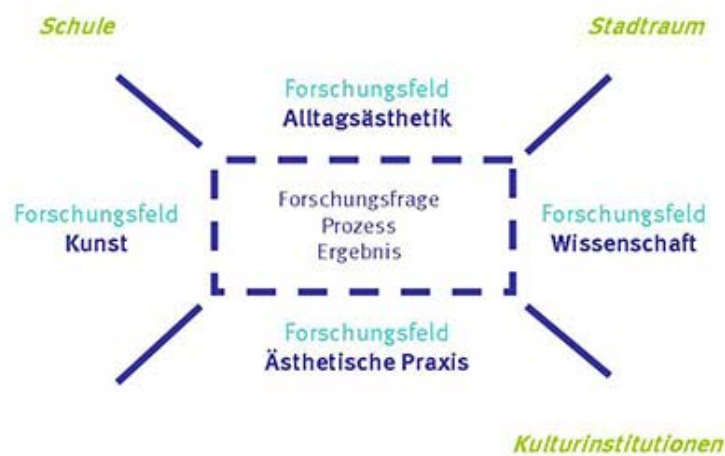 Schule
Stadtraum
Forschungsfeld
Alltagsästhetik
Forschungsfeld
Kunst
Forschungsfrage
Prozess
Ergebnis
Forschungsfeld
Wissenschaft
Forschungsfeld
Ästhetische Praxis
Kulturinstitutionen